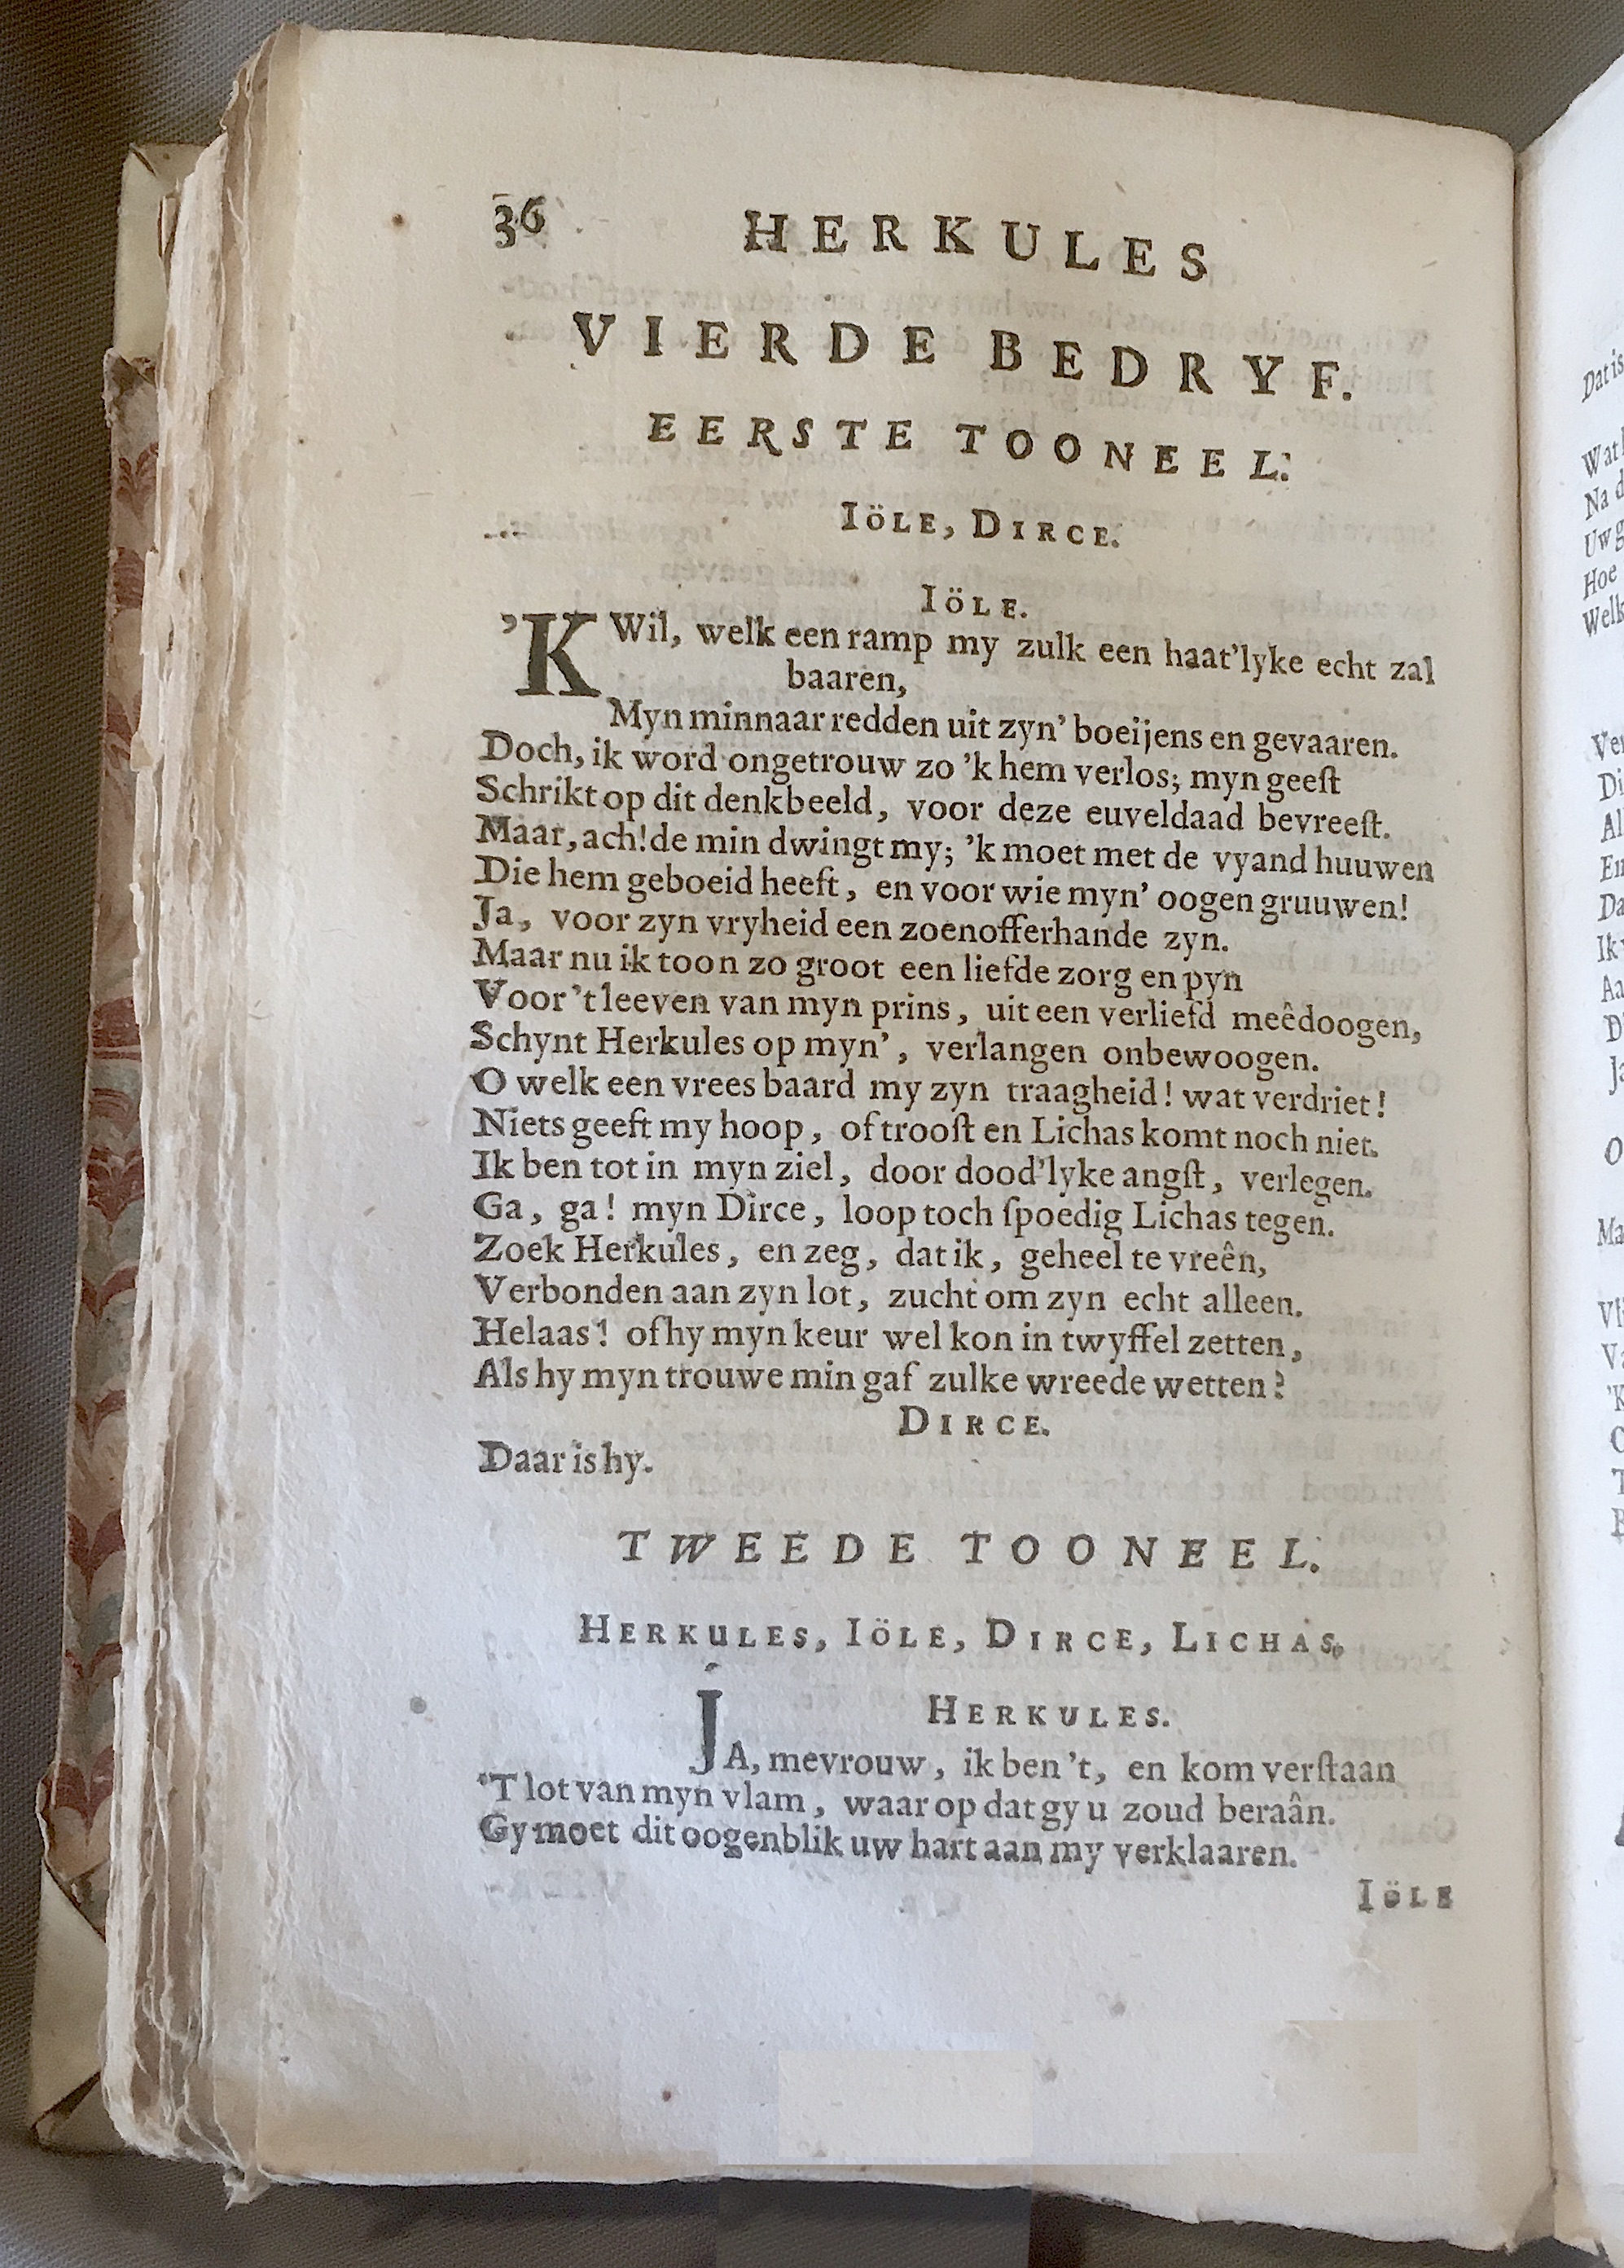 36 HERKULES
VIERDE BEDRYF.
EERSTE TOONEEL.
IÖLE, DIRCE.
IÖLE.
'K Wil, welk een ramp my zulk een haat'lyke echt zal
baaren,
Myn minnaar redden uit zyn' boeijens en gevaaren.
Doch, ik word ongetrouw zo 'k hem verlos; myn geeſt
Schrikt op dit denkbeeld, voor deze euveldaad bevreeſt.
Maar, ach! de min dwingt my; 'k moet met de vyand huuwen
Die hem geboeid heeft, en voor wie myn' oogen gruuwen!
Ja, voor zyn vryheid een zoenofferhande zyn.
Maar nu ik toon zo groot een liefde zorg en pyn
Voor 't leeven van myn prins, uit een verliefd meêdoogen,
Schynt Herkules op myn', verlangen onbewoogen.
O welk een vrees baard my zyn traagheid! wat verdriet!
Niets geeft my hoop, of trooſt en Lichas komt noch niet.
Ik ben tot in myn ziel, door dood'lyke angſt, verlegen.
Ga, ga! myn Dirce, loop toch ſpoedig Lichas tegen.
Zoek Herkules, en zeg, dat ik, geheel te vreên,
Verbonden aan zyn lot, zucht om zyn echt alleen.
Helaas! of hy myn keur wel kon in twyffel zetten,
Als hy myn trouwe min gaf zulke wreede wetten?
DIRCE.
Daar is hy.
TWEEDE TOONEEL.
HERKULES, IÖLE, DIRCE, LICHAS.
HERKULES.
JA, mevrouw, ik ben 't, en kom verſtaan
'T lot van myn vlam, waar op dat gy u zoud beraân.
Gy moet dit oogenblik uw hart aan my verklaaren.
IÖLE